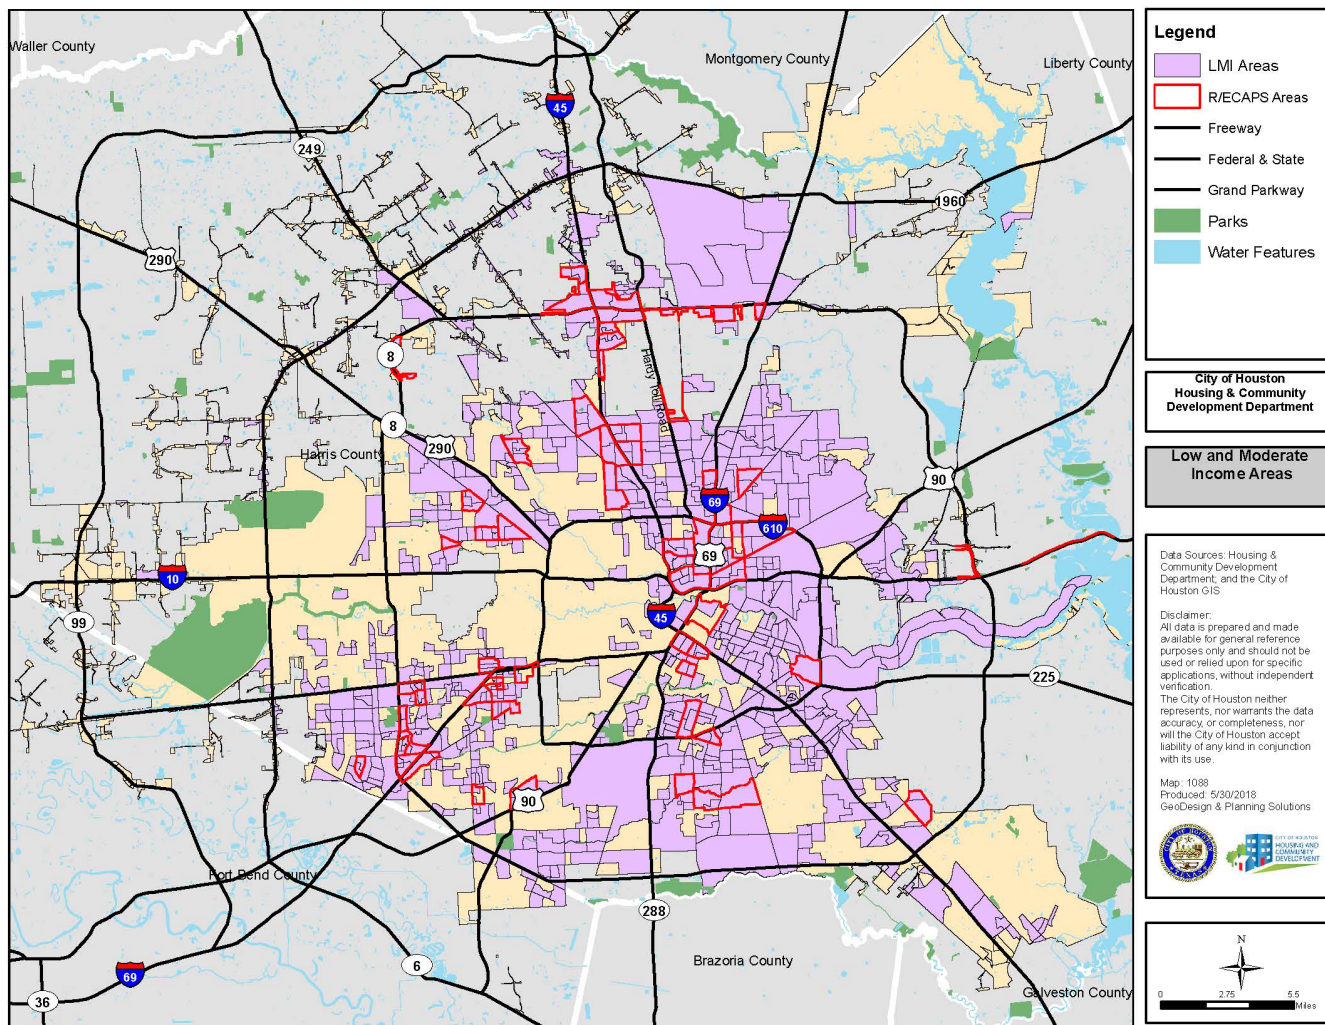 Waller County
Montgomery County
Liberty County
45
249
1960
290
8
Hardy Toll Road
8
290
Harris County
90
69
610
69
10
45
99
225
90
Fort Bend County
288
6
Brazoria County
69
36
Galveston County
Legend
LMI Areas
R/ECAPS Areas
Freeway
Federal & State
Grand Parkway
Parks
Water Features
City of Houston
Housing & Community
Development Department
Low and Moderate
Income Areas
Data Sources: Housing &
Community Development
Department; and the City of
Houston GIS
Disclaimer:
All data is prepared and made
available for general reference
purposes only and should not be
used or relied upon for specific
applications, without independent
verification.
The City of Houston neither
represents, nor warrants the data
accuracy, or completeness, nor
will the City of Houston accept
liability of any kind in conjunction
with its use.
Map: 1088
Produced: 5/30/2018
GeoDesign & Planning Solutions
CITY OF HOUSTON
HOUSING AND
COMMUNITY
DEVELOPMENT
N
0 2.75 5.5
Miles